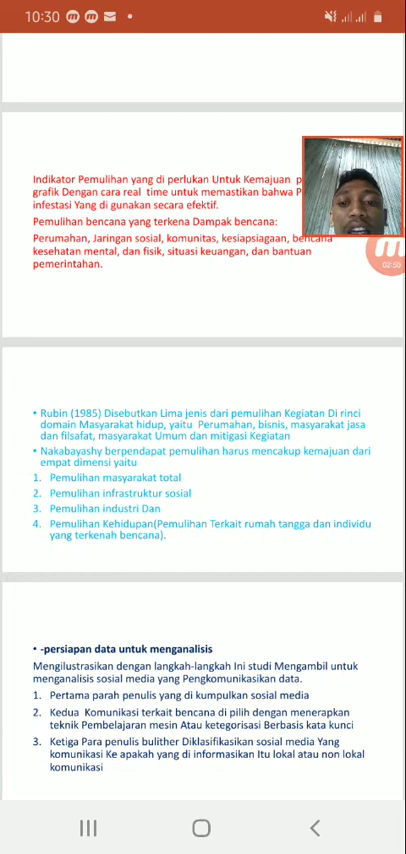 10:30
Indikator Pemulihan yang di perlukan Untuk Kemajuan p
grafik Dengan cara real time untuk memastikan bahwa P
infestasi Yang di gunakan secara efektif.
Pemulihan bencana yang terkena Dampak bencana:
Perumahan, Jaringan sosial, komunitas, kesiapsiagaan, bencana
kesehatan mental, dan fisik, situasi keuangan, dan bantuan
pemerintahan.
02:59
• Rubin (1985) Disebutkan Lima jenis dari pemulihan Kegiatan Di rinci
domain Masyarakat hidup, yaitu Perumahan, bisnis, masyarakat jasa
dan filsafat, masyarakat Umum dan mitigasi Kegiatan
• Nakabayashy berpendapat pemulihan harus mencakup kemajuan dari
empat dimensi yaitu
1. Pemulihan masyarakat total
2. Pemulihan infrastruktur sosial
3. Pemulihan industri Dan
4. Pemulihan Kehidupan(Pemulihan Terkait rumah tangga dan individu
yang terkenah bencana).
• -persiapan data untuk menganalisis
Mengilustrasikan dengan langkah-langkah Ini studi Mengambil untuk
menganalisis sosial media yang Pengkomunikasikan data.
1. Pertama parah penulis yang di kumpulkan sosial media
2. Kedua Komunikasi terkait bencana di pilih dengan menerapkan
teknik Pembelajaran mesin Atau ketegorisasi Berbasis kata kunci
3. Ketiga Para penulis bulither Diklasifikasikan sosial media Yang
komunikasi Ke apakah yang di informasikan Itu lokal atau non lokal
komunikasi